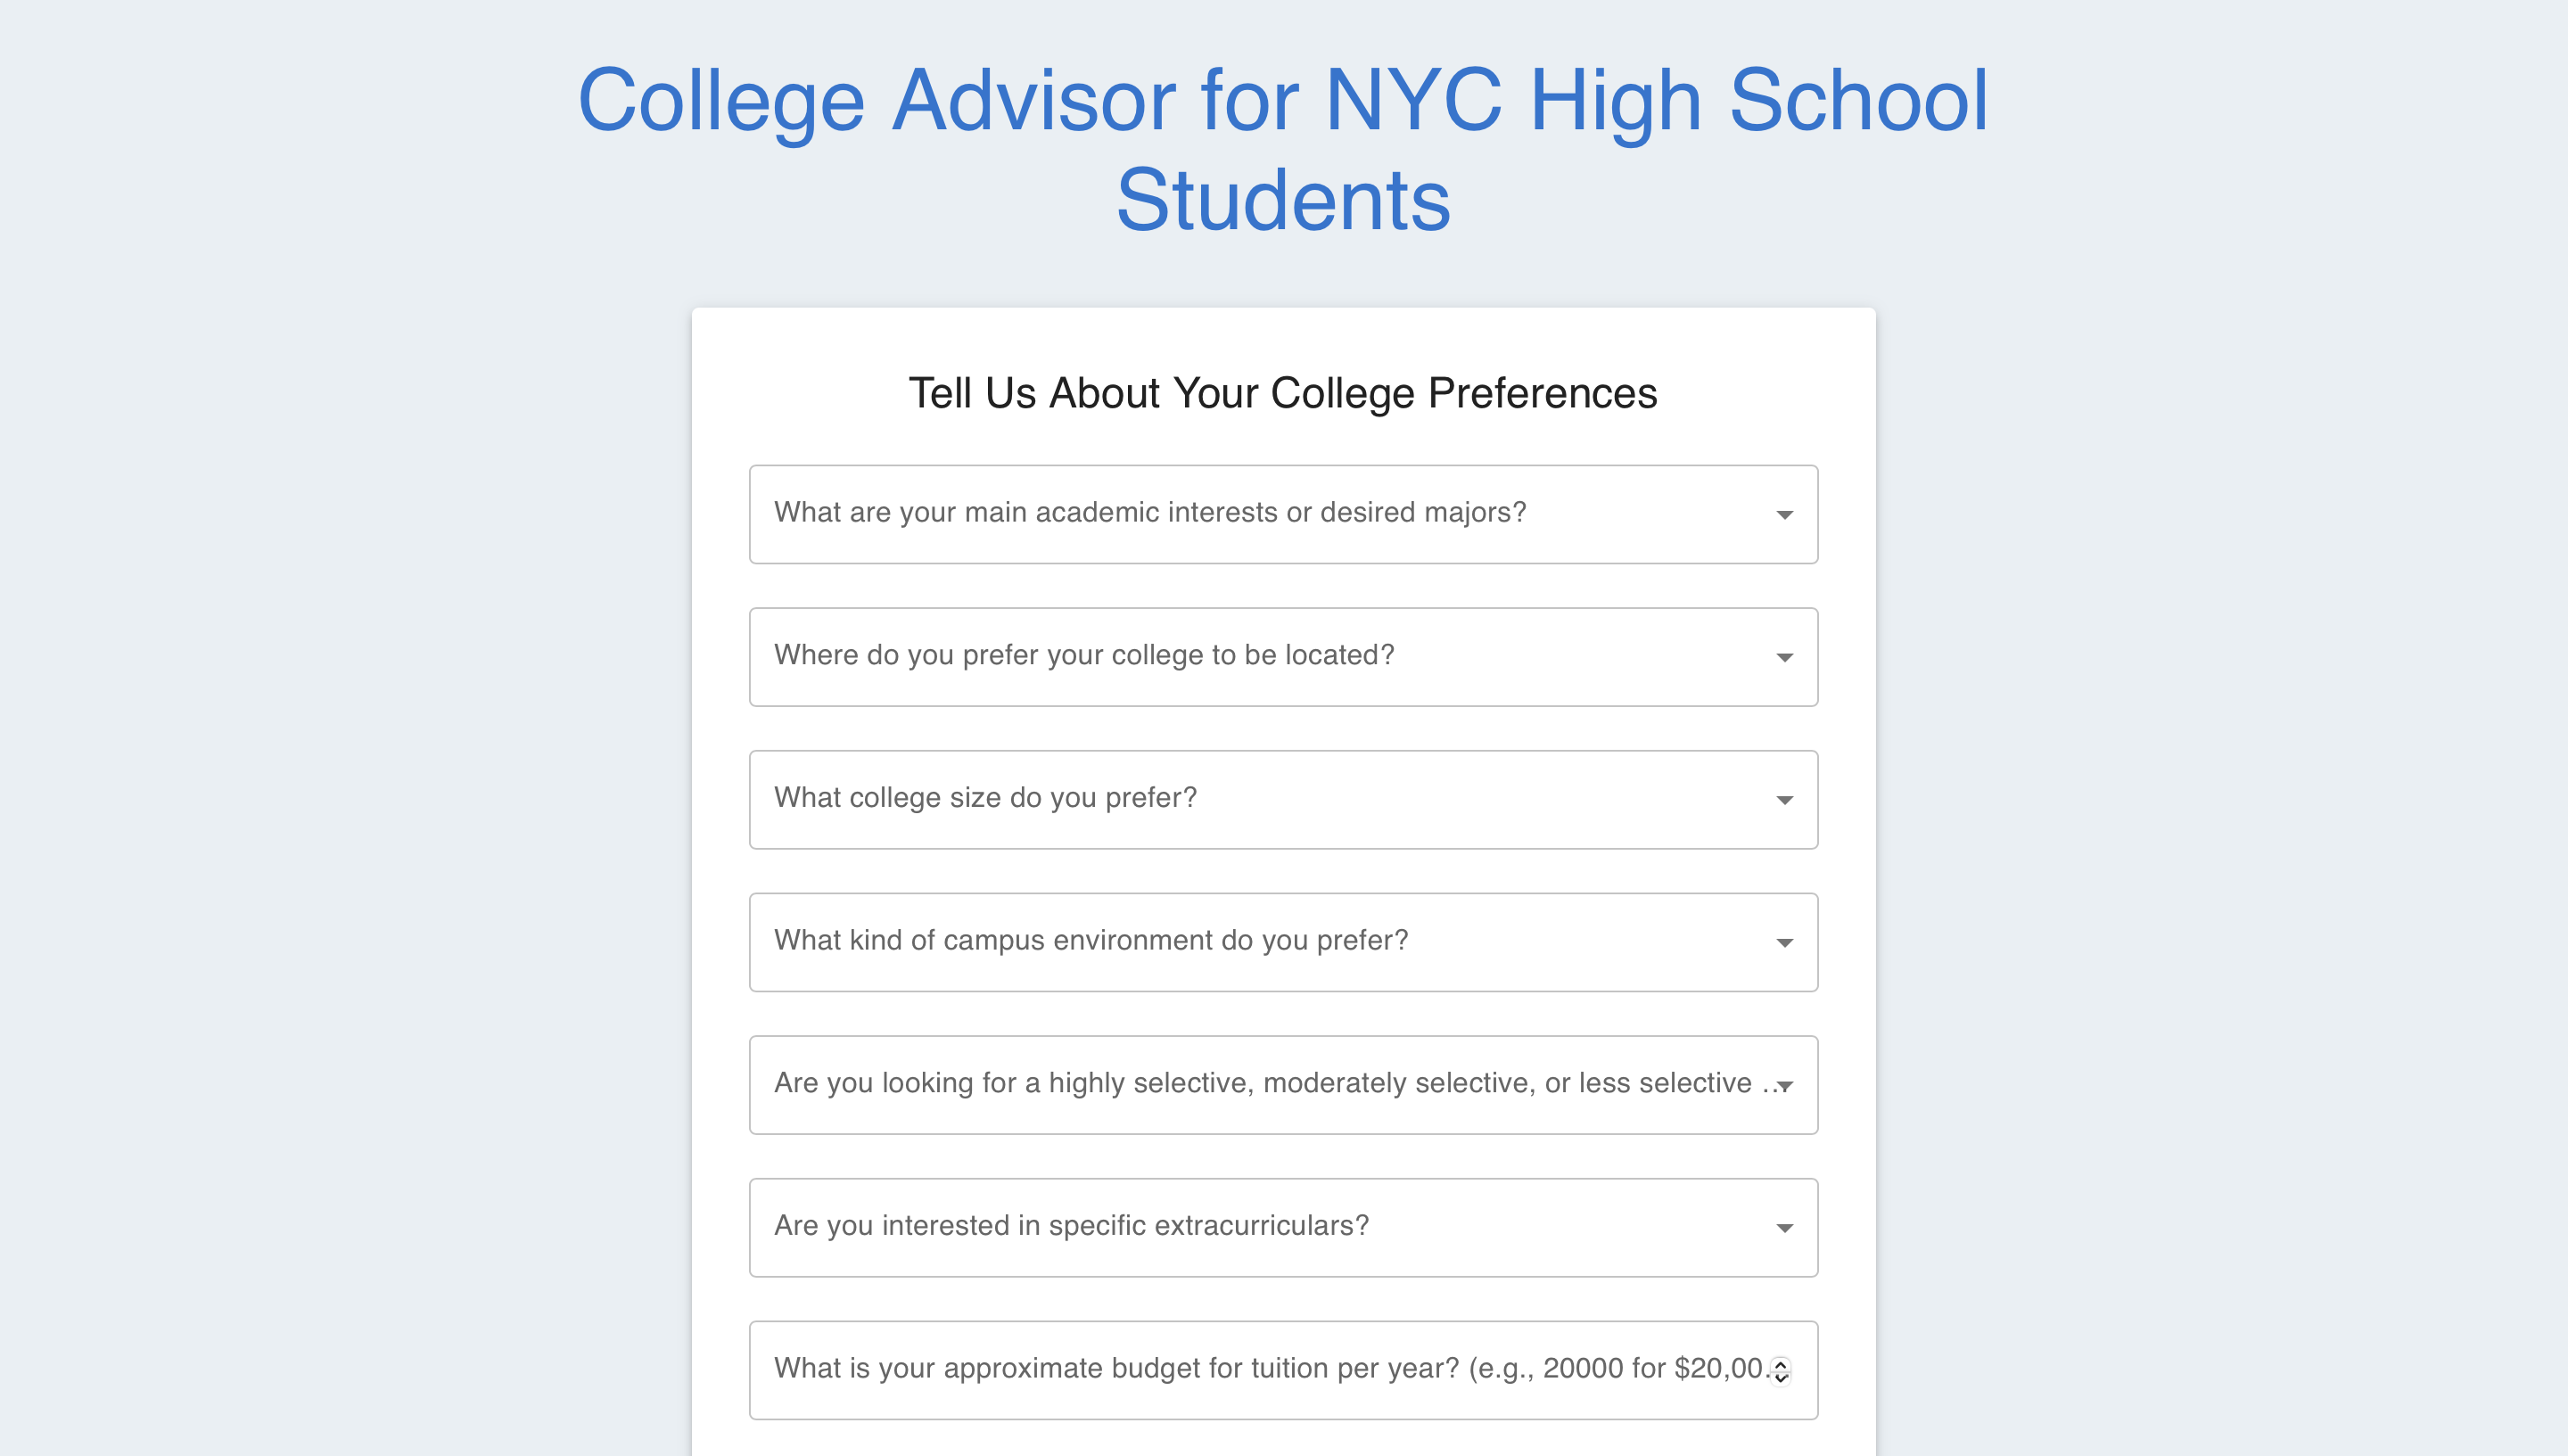 College Advisor for NYC High School
Students
Tell Us About Your College Preferences
What are your main academic interests or desired majors?
Where do you prefer your college to be located?
What college size do you prefer?
What kind of campus environment do you prefer?
Are you looking for a highly selective, moderately selective, or less selective ...
Are you interested in specific extracurriculars?
What is your approximate budget for tuition per year? (e.g., 20000 for $20,00...